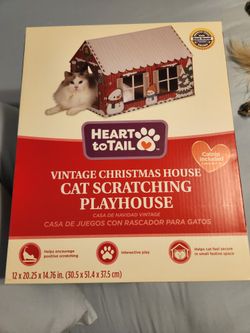 HEART
to TAIL
Catnip
Included
VINTAGE CHRISTMAS HOUSE
CAT SCRATCHING
PLAYHOUSE
CASA DE NAVIDAD VINTAGE
CASA DE JUEGOS CON RASCADOR PARA GATOS
Helps encourage
positive scratching
Interactive play
Helps cat feel secure
in small festive space
12 x 20.25 x 14.76 in. (30.5 x 51.4 x 37.5 cm)